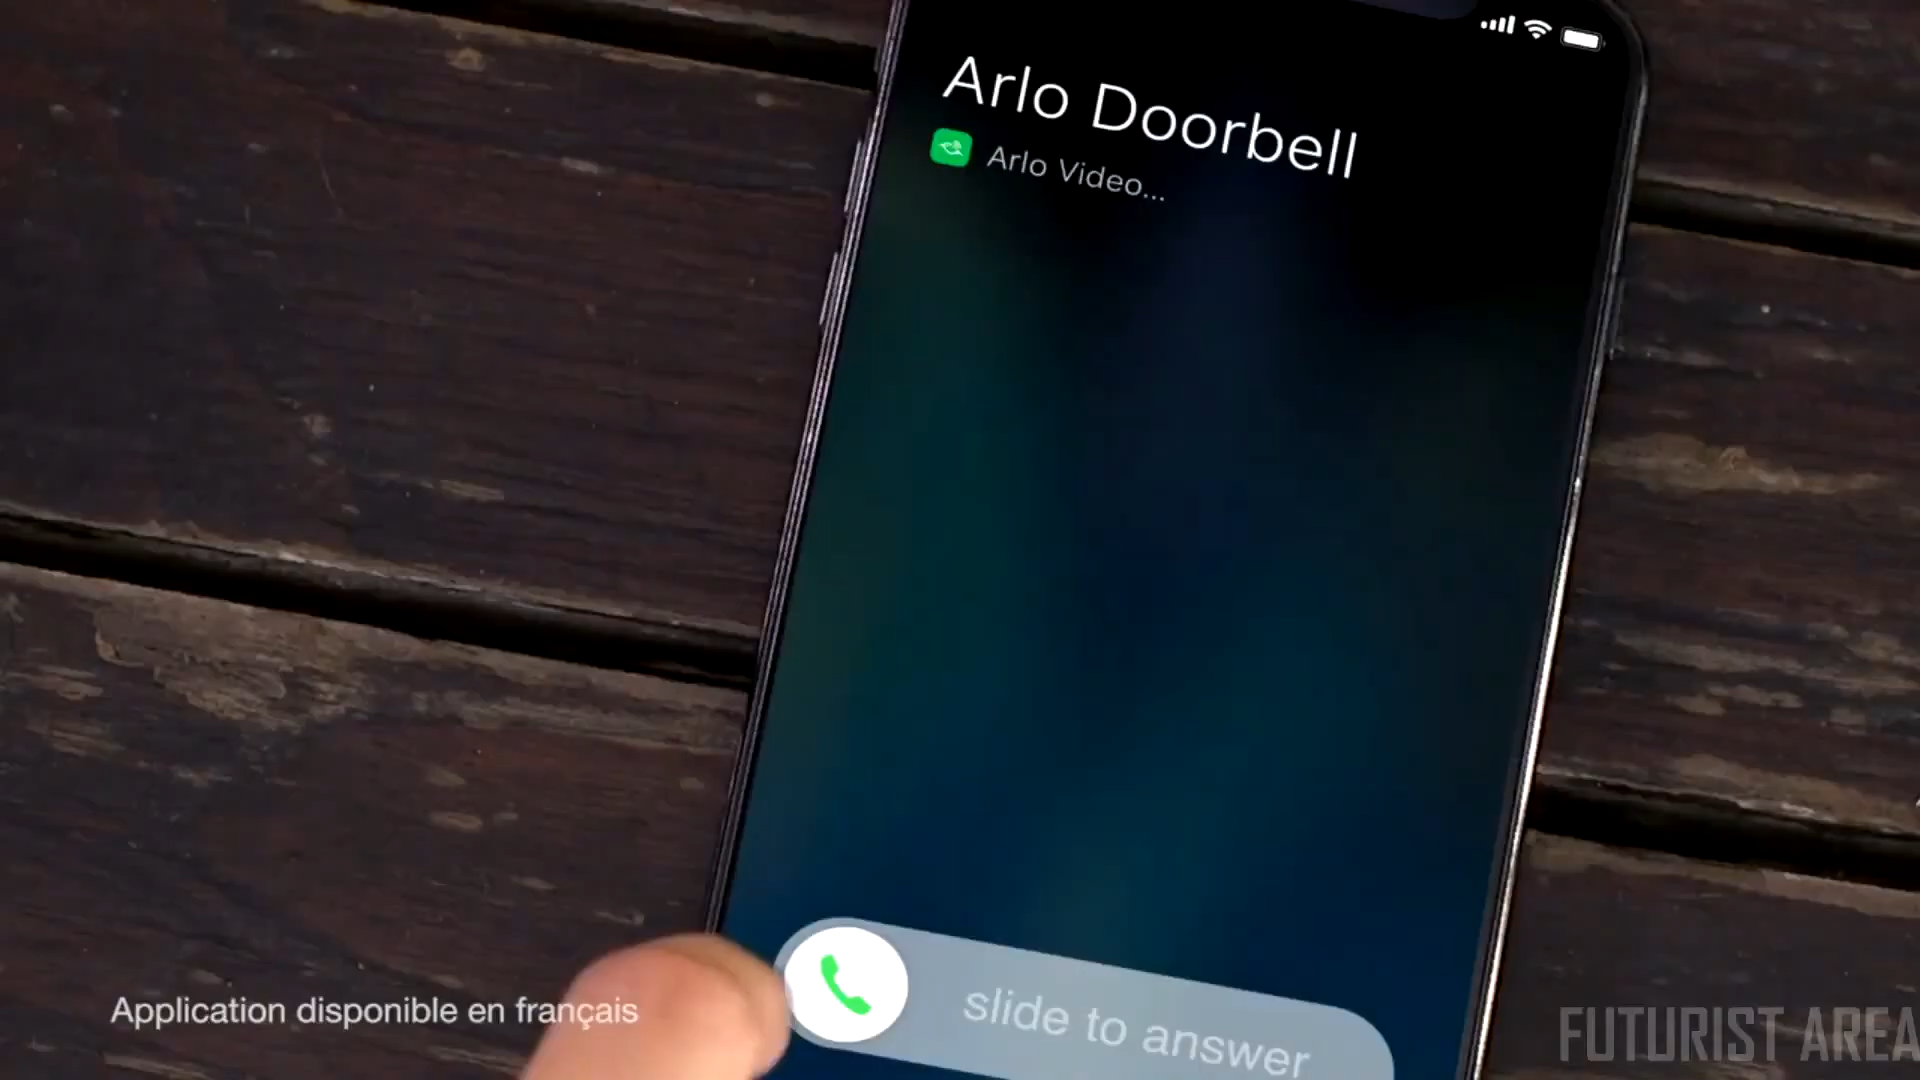 Arlo Doorbell
Arlo Video...
slide to answer
Application disponible en français
FUTURIST AREA